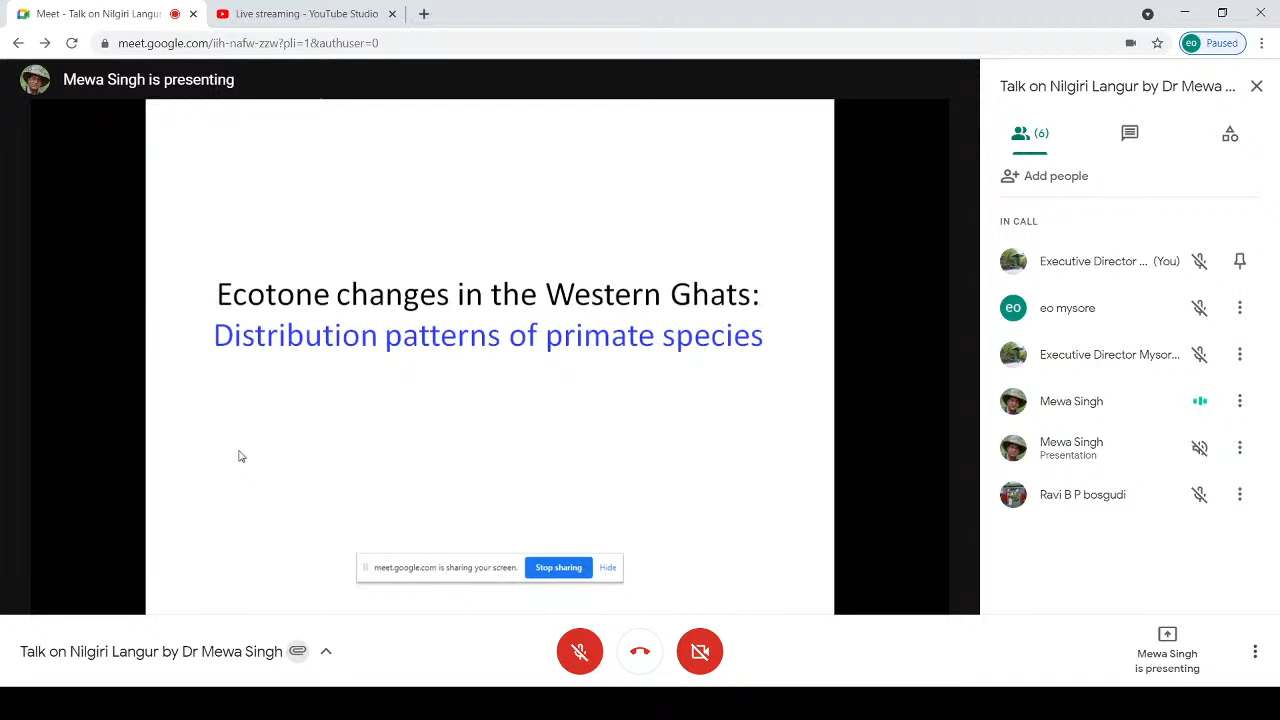 Meet - Talk on Nilgiri Langur
Live streaming - YouTube Studio
meet.google.com/iih-nafw-zzw?pli=1&authuser=0
eo Paused
Mewa Singh is presenting
Talk on Nilgiri Langur by Dr Mewa ...
(6)
Add people
IN CALL
Executive Director ... (You)
eo eo mysore
Executive Director Mysor...
Mewa Singh
Mewa Singh
Presentation
Ravi B P bosgudi
Ecotone changes in the Western Ghats:
Distribution patterns of primate species
meet.google.com is sharing your screen. Stop sharing Hide
Talk on Nilgiri Langur by Dr Mewa Singh
Mewa Singh
is presenting